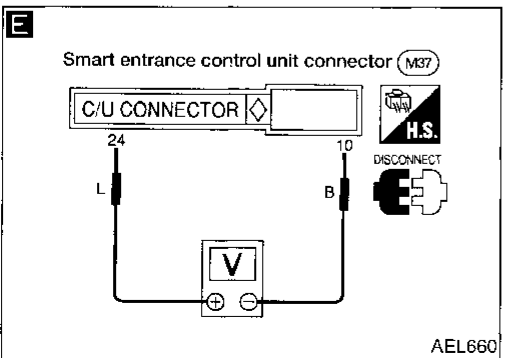 E
Smart entrance control unit connector M37
C/U CONNECTOR
H.S.
24 10
DISCONNECT
L B
V
⊕ ⊖
AEL660